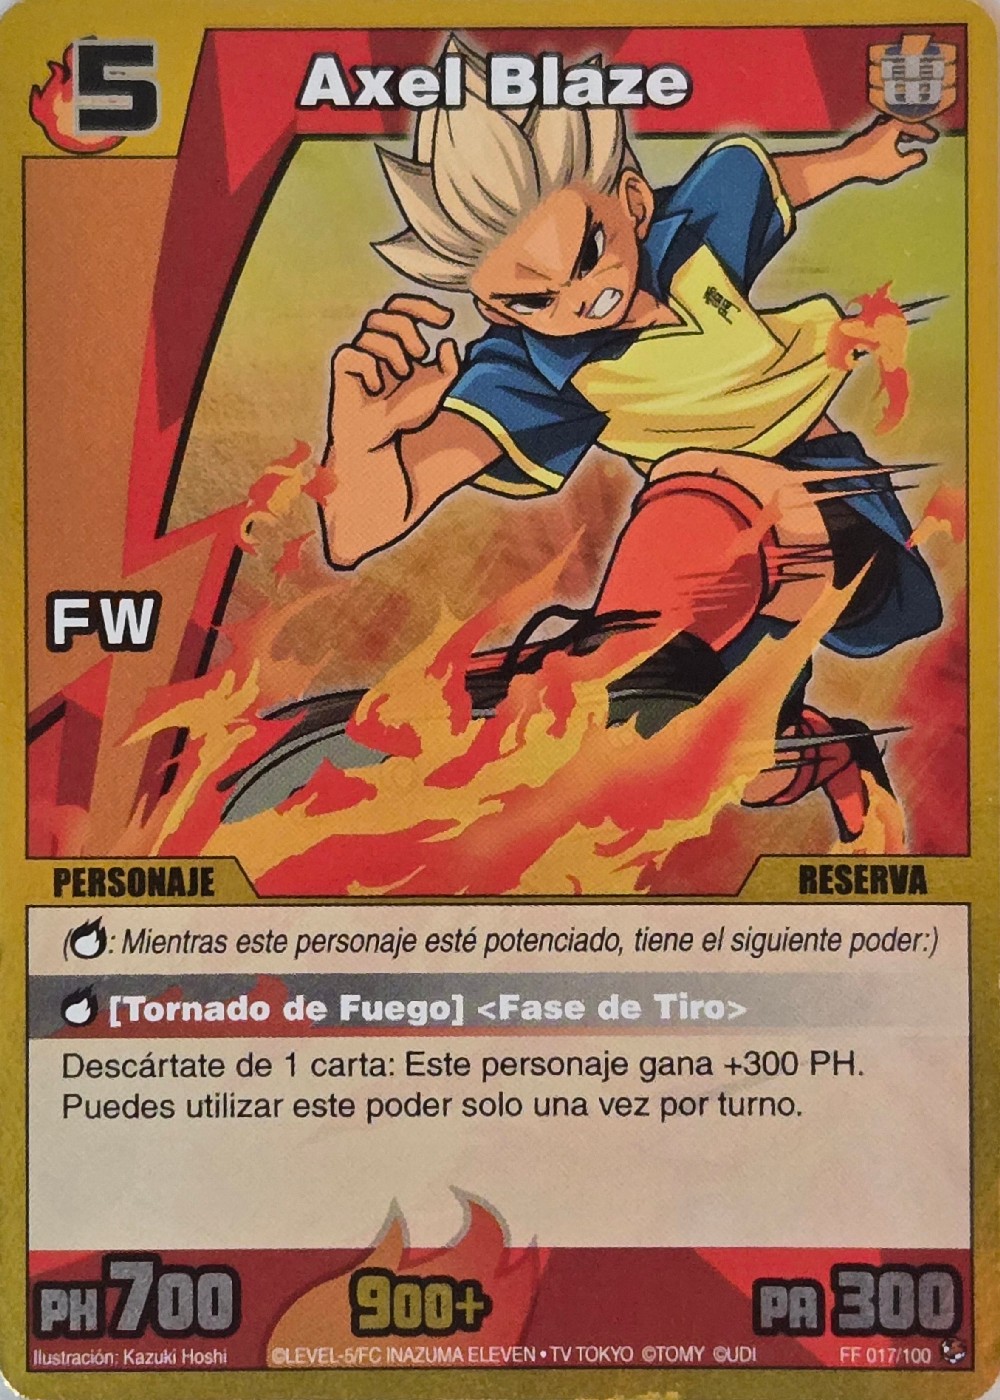 5
Axel Blaze
雷門
FW
PERSONAJE
RESERVA
(: Mientras este personaje esté potenciado, tiene el siguiente poder:)
[Tornado de Fuego] <Fase de Tiro>
Descártate de 1 carta: Este personaje gana +300 PH.
Puedes utilizar este poder solo una vez por turno.
PH 700
900+
PA 300
Ilustración: Kazuki Hoshi
©LEVEL-5/FC INAZUMA ELEVEN • TV TOKYO ©TOMY ©UDI
FF 017/100